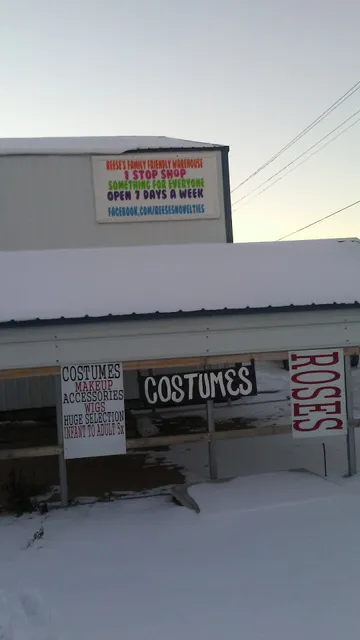 REESE'S FAMILY FRIENDLY WAREHOUSE
1 STOP SHOP
SOMETHING FOR EVERYONE
OPEN 7 DAYS A WEEK
FACEBOOK.COM/REESESNOVELTIES
COSTUMES
MAKEUP
ACCESSORIES
WIGS
HUGE SELECTION
INFANT TO ADULT 5X
COSTUMES
ROSES